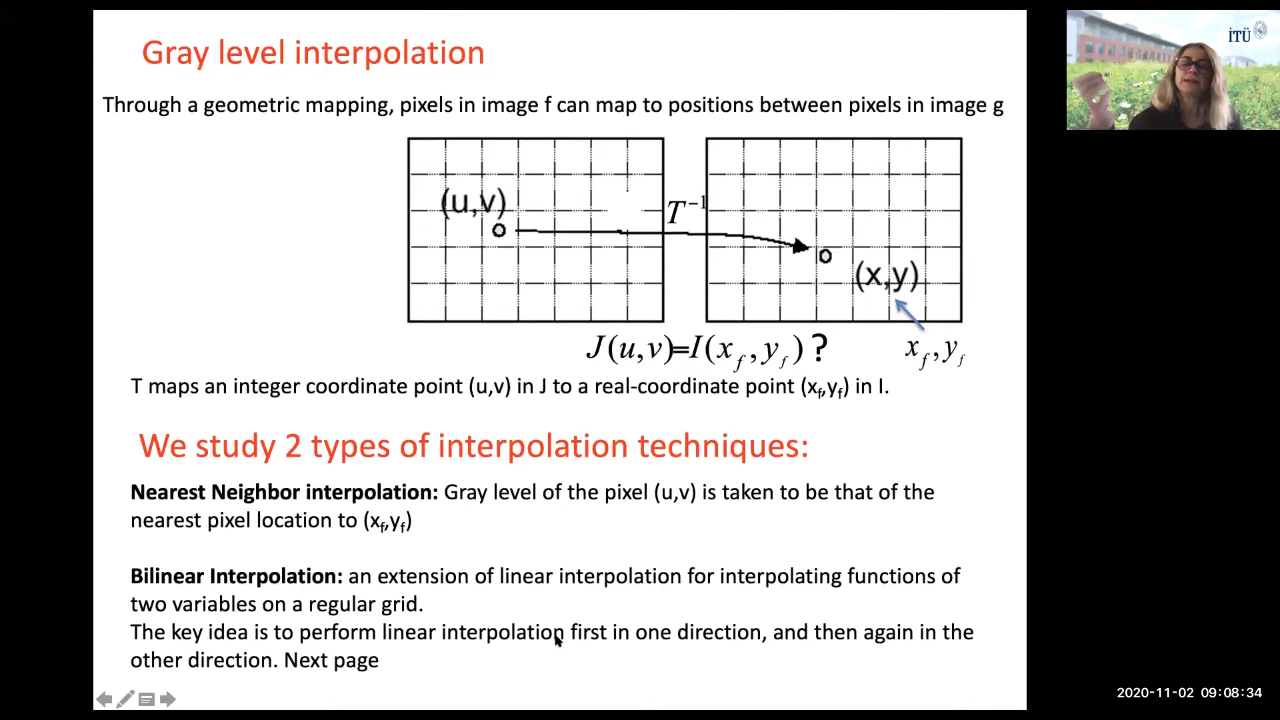 Gray level interpolation
Through a geometric mapping, pixels in image f can map to positions between pixels in image g
(u,v)
T⁻¹
(x,y)
J(u,v)=I(x_f,y_f)?
x_f,y_f
T maps an integer coordinate point (u,v) in J to a real-coordinate point (x_f,y_f) in I.
We study 2 types of interpolation techniques:
Nearest Neighbor interpolation: Gray level of the pixel (u,v) is taken to be that of the
nearest pixel location to (x_f,y_f)
Bilinear Interpolation: an extension of linear interpolation for interpolating functions of
two variables on a regular grid.
The key idea is to perform linear interpolation first in one direction, and then again in the
other direction. Next page
İTÜ
2020-11-02 09:08:34